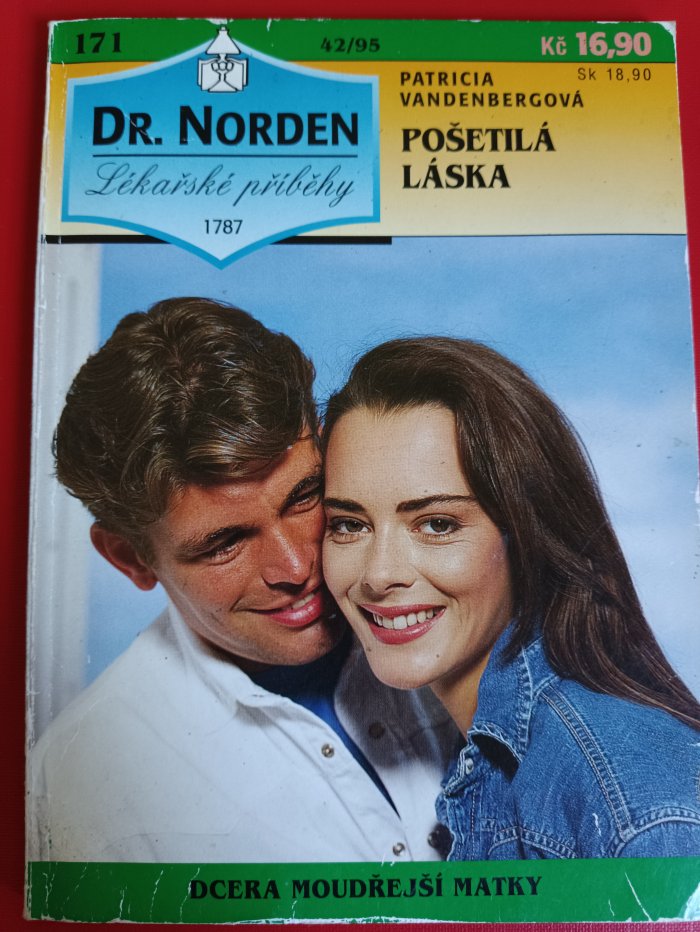 171
42/95
Kč 16,90
Sk 18,90
DR. NORDEN
Lékařské příběhy
1787
PATRICIA
VANDENBERGOVÁ
POŠETILÁ
LÁSKA
DCERA MOUDŘEJŠÍ MATKY